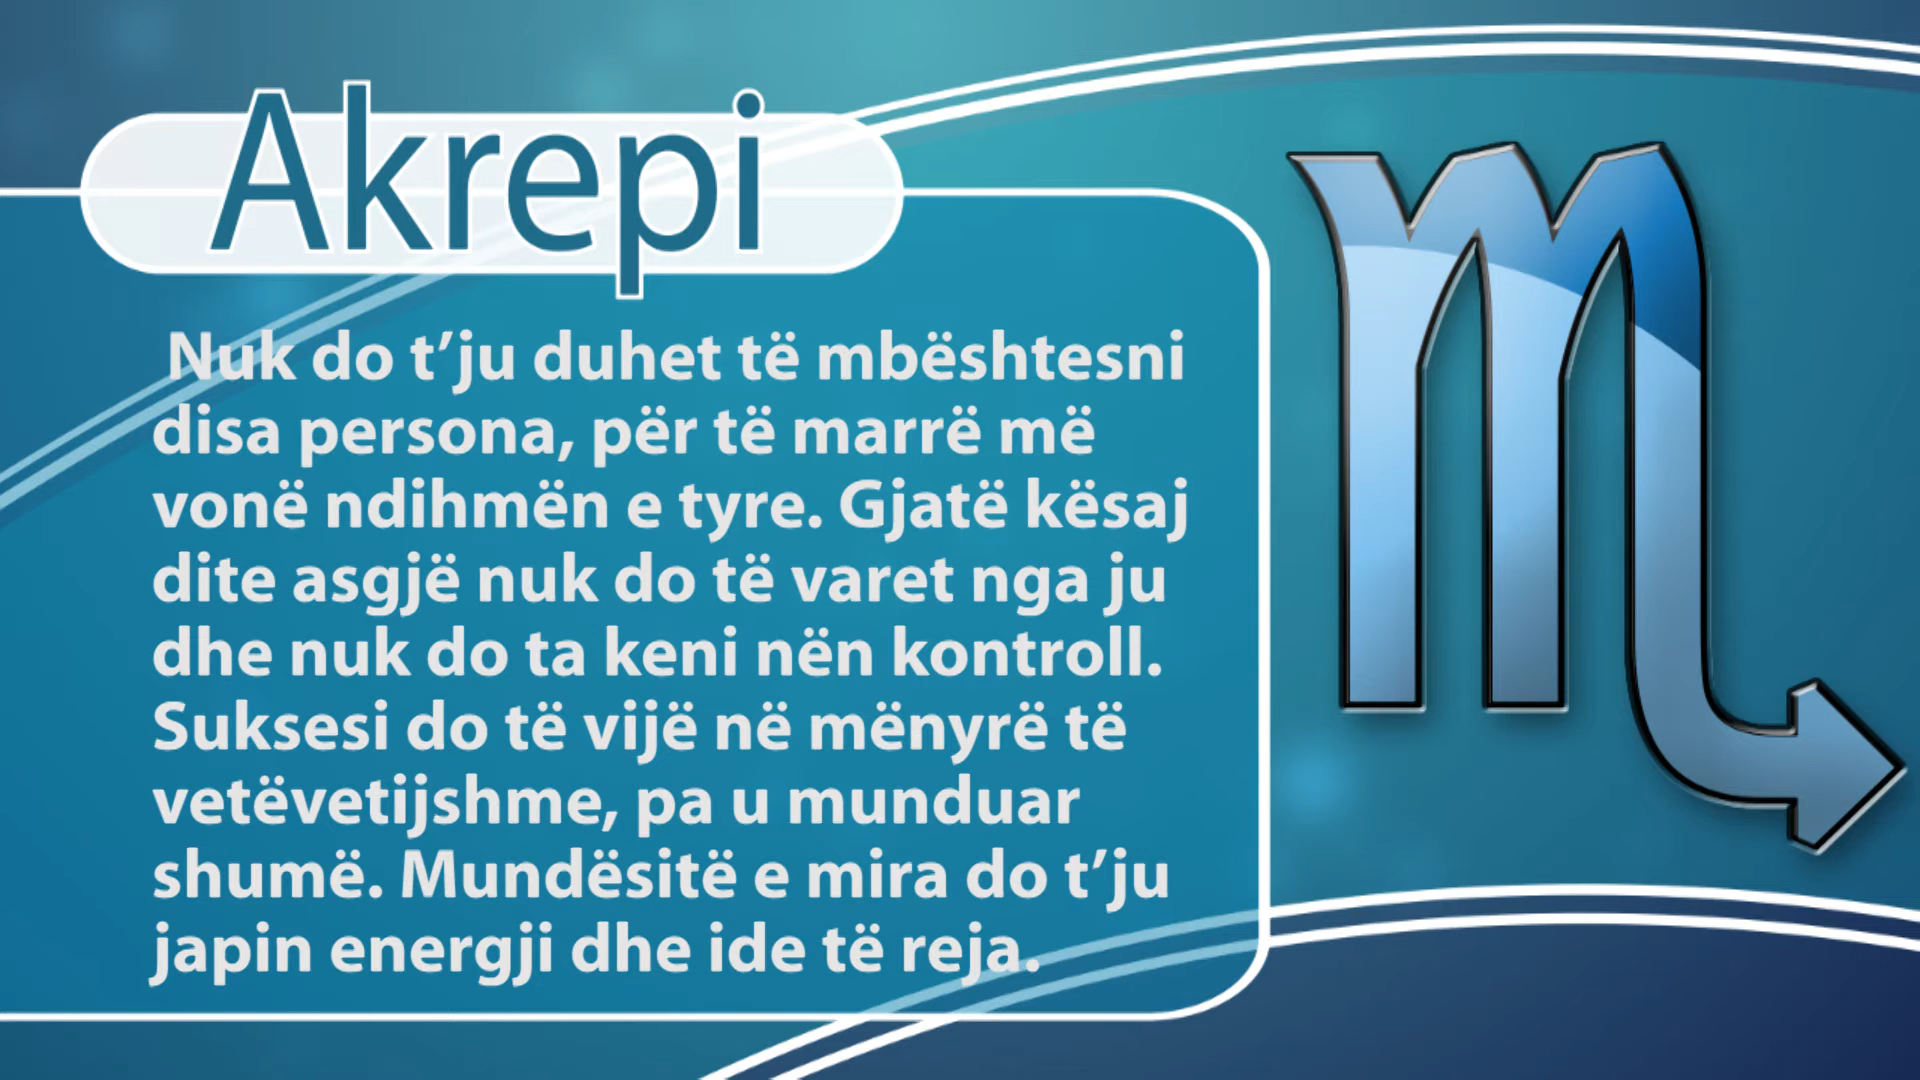 Akrepi
Nuk do t’ju duhet të mbështesni
disa persona, për të marrë më
vonë ndihmën e tyre. Gjatë kësaj
dite asgjë nuk do të varet nga ju
dhe nuk do ta keni nën kontroll.
Suksesi do të vijë në mënyrë të
vetëvetijshme, pa u munduar
shumë. Mundësitë e mira do t’ju
japin energji dhe ide të reja.